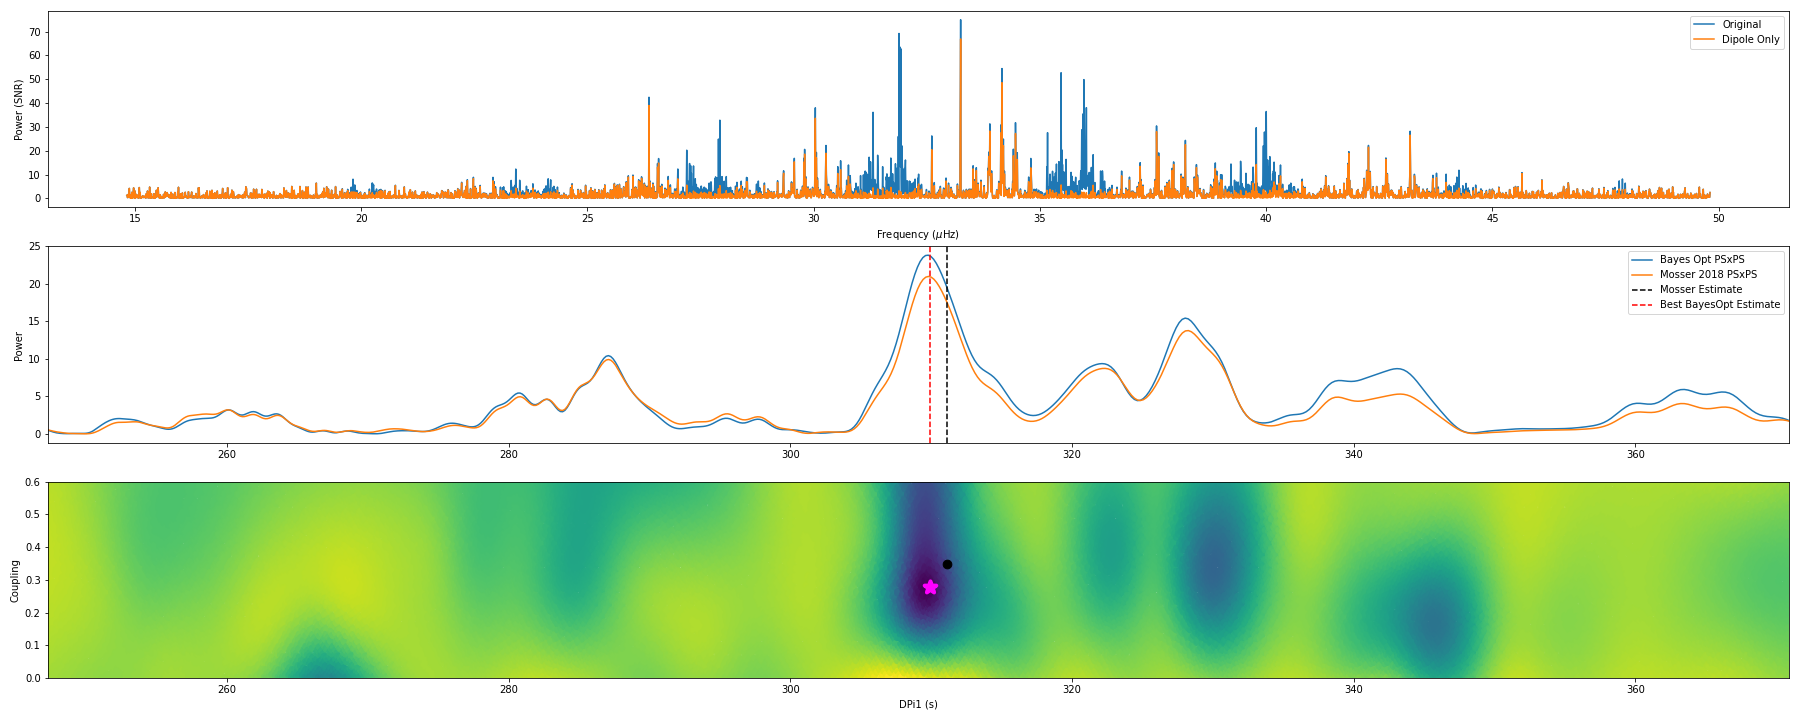 70
60
50
40
30
20
10
0
Power (SNR)
Original
Dipole Only
15 20 25 30 35 40 45 50
Frequency (μHz)
25
20
15
10
5
0
Power
Bayes Opt PSxPS
Mosser 2018 PSxPS
Mosser Estimate
Best BayesOpt Estimate
260 280 300 320 340 360
0.6
0.5
0.4
0.3
0.2
0.1
0.0
Coupling
260 280 300 320 340 360
DPi1 (s)